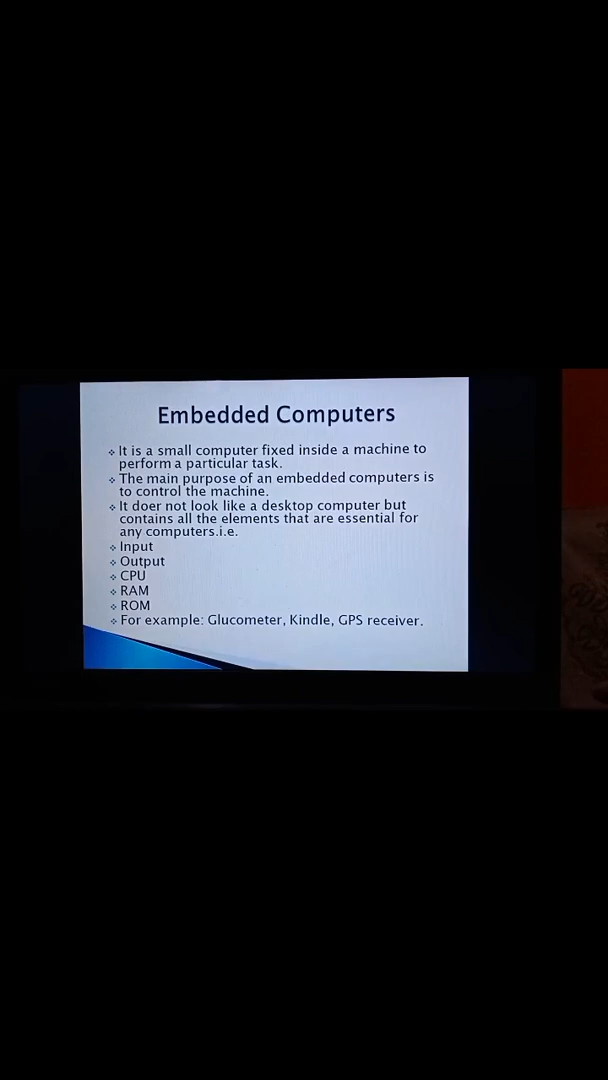 Embedded Computers
❖ It is a small computer fixed inside a machine to
perform a particular task.
❖ The main purpose of an embedded computers is
to control the machine.
❖ It doer not look like a desktop computer but
contains all the elements that are essential for
any computers.i.e.
❖ Input
❖ Output
❖ CPU
❖ RAM
❖ ROM
❖ For example: Glucometer, Kindle, GPS receiver.